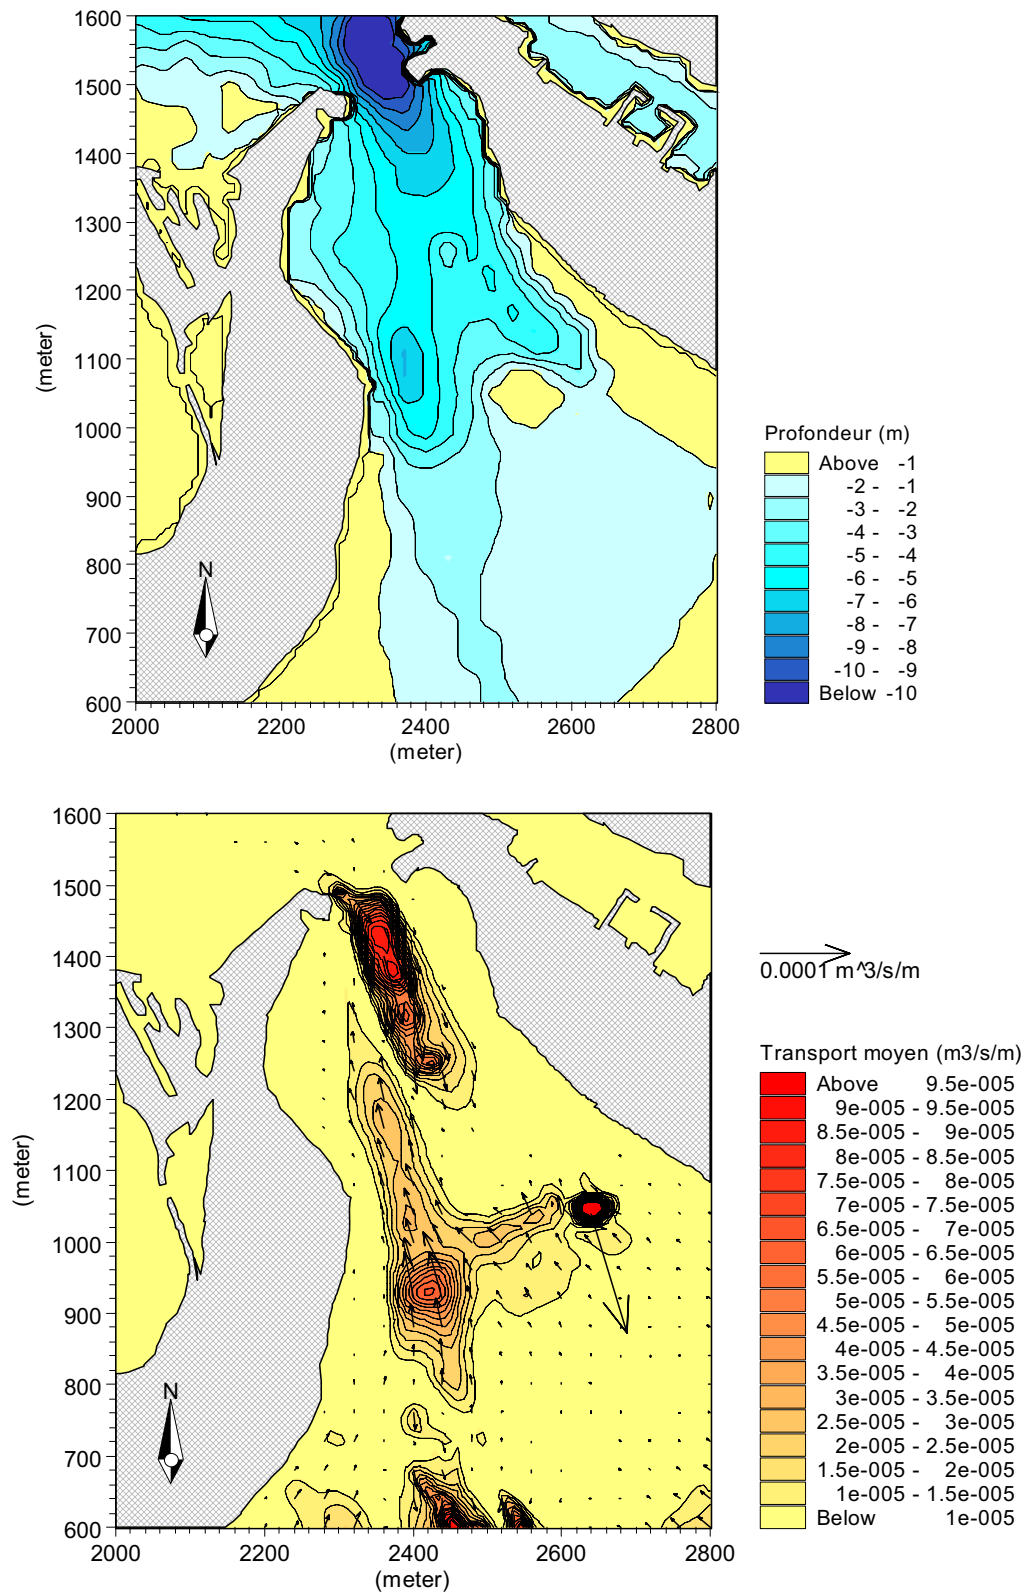 1600
1500
1400
1300
1200
1100
1000
900
800
700
600
(meter)
N
2000 2200 2400 2600 2800
(meter)
Profondeur (m)
Above -1
-2 - -1
-3 - -2
-4 - -3
-5 - -4
-6 - -5
-7 - -6
-8 - -7
-9 - -8
-10 - -9
Below -10
1600
1500
1400
1300
1200
1100
1000
900
800
700
600
(meter)
N
2000 2200 2400 2600 2800
(meter)
0.0001 m^3/s/m
Transport moyen (m3/s/m)
Above 9.5e-005
9e-005 - 9.5e-005
8.5e-005 - 9e-005
8e-005 - 8.5e-005
7.5e-005 - 8e-005
7e-005 - 7.5e-005
6.5e-005 - 7e-005
6e-005 - 6.5e-005
5.5e-005 - 6e-005
5e-005 - 5.5e-005
4.5e-005 - 5e-005
4e-005 - 4.5e-005
3.5e-005 - 4e-005
3e-005 - 3.5e-005
2.5e-005 - 3e-005
2e-005 - 2.5e-005
1.5e-005 - 2e-005
1e-005 - 1.5e-005
Below 1e-005